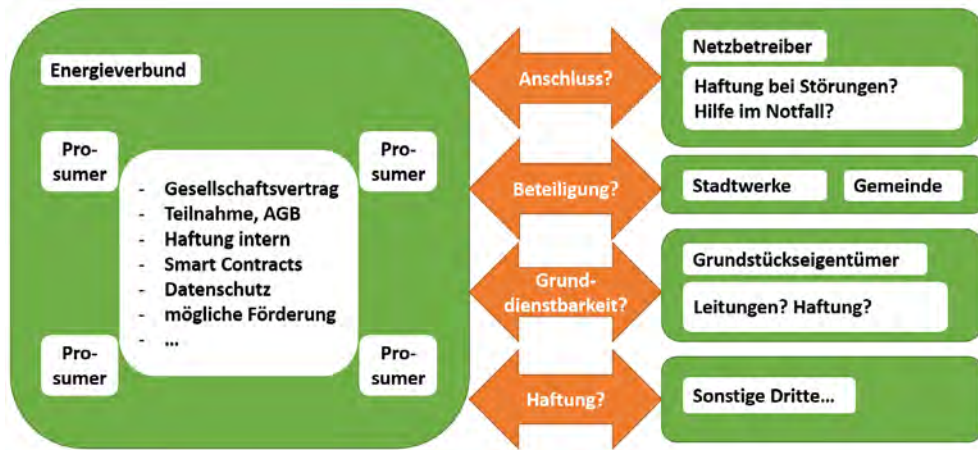 Energieverbund
Pro-
sumer
Pro-
sumer
- Gesellschaftsvertrag
- Teilnahme, AGB
- Haftung intern
- Smart Contracts
- Datenschutz
- mögliche Förderung
- ...
Pro-
sumer
Pro-
sumer
Anschluss?
Beteiligung?
Grund-
dienstbarkeit?
Haftung?
Netzbetreiber
Haftung bei Störungen?
Hilfe im Notfall?
Stadtwerke
Gemeinde
Grundstückseigentümer
Leitungen? Haftung?
Sonstige Dritte...